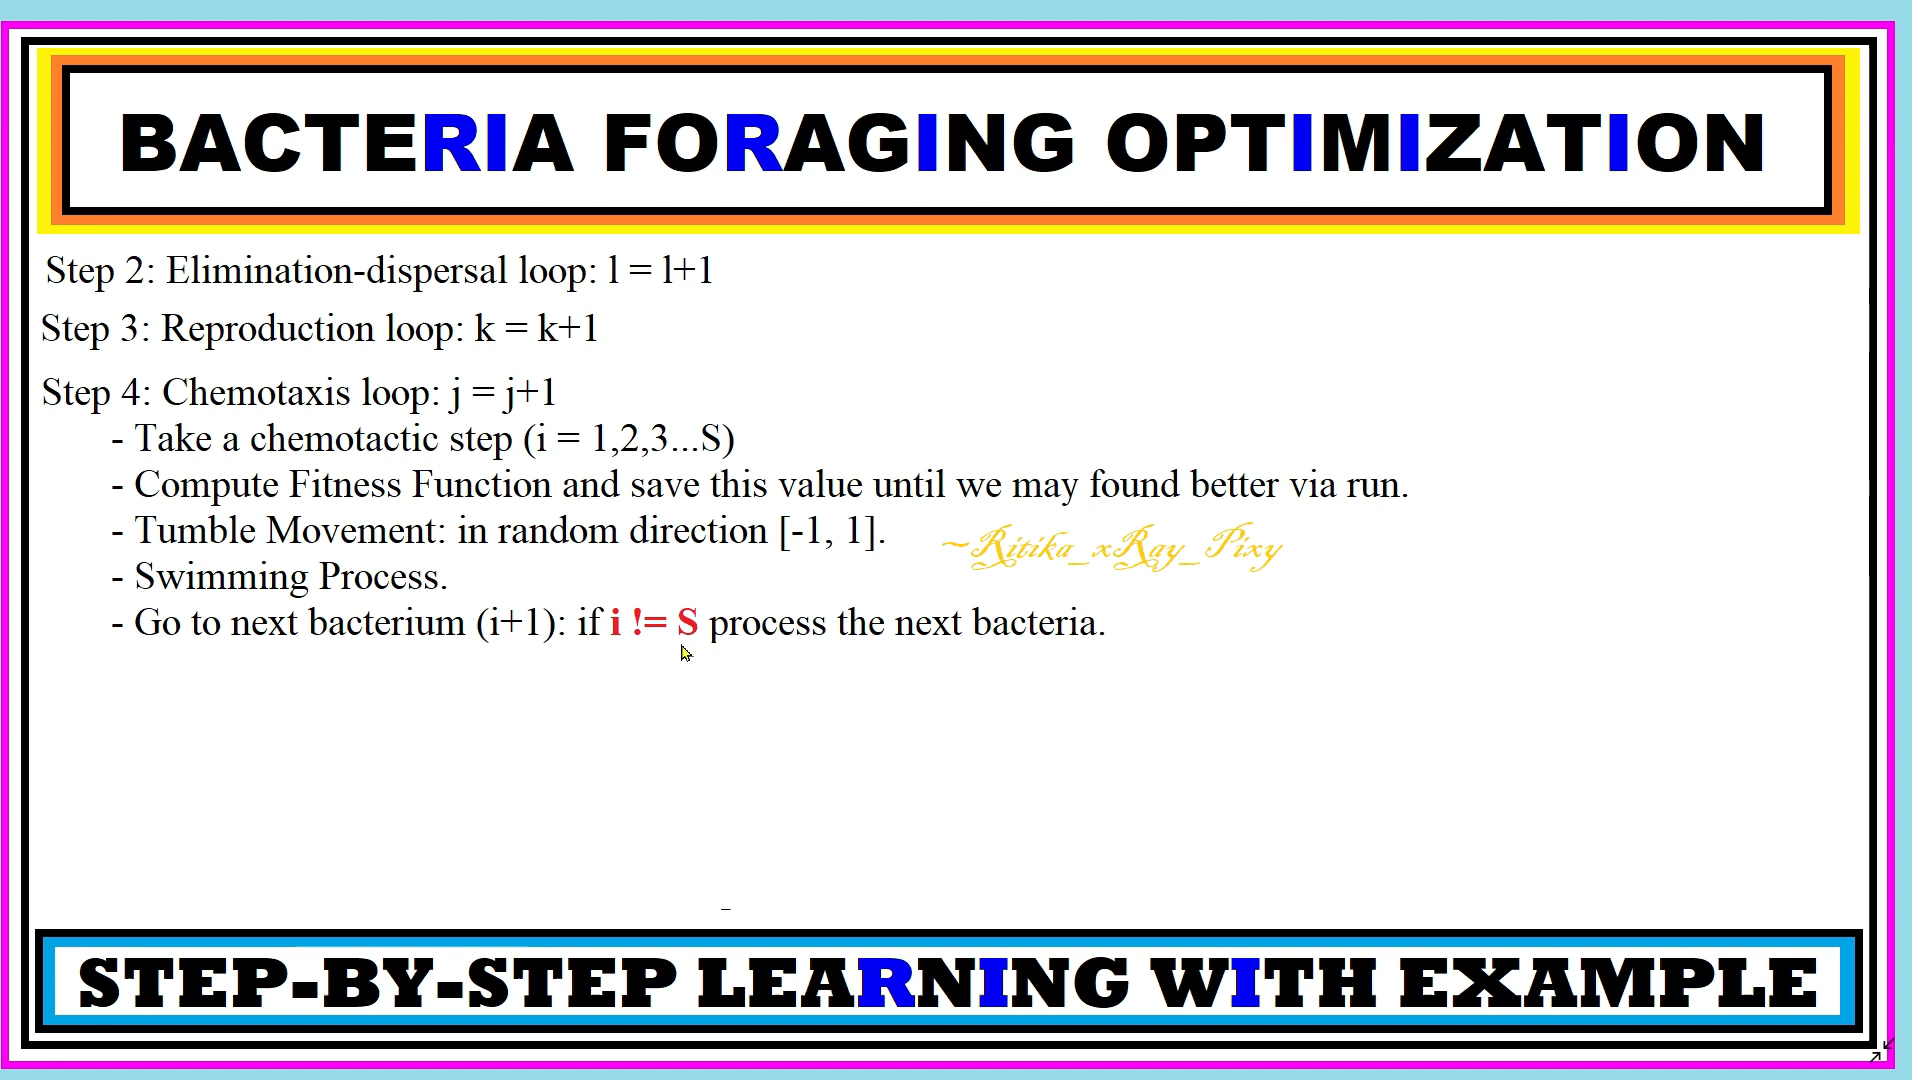 BACTERIA FORAGING OPTIMIZATION
Step 2: Elimination-dispersal loop: l = l+1
Step 3: Reproduction loop: k = k+1
Step 4: Chemotaxis loop: j = j+1
- Take a chemotactic step (i = 1,2,3...S)
- Compute Fitness Function and save this value until we may found better via run.
- Tumble Movement: in random direction [-1, 1].
~Ritika_xRay_Pixy
- Swimming Process.
- Go to next bacterium (i+1): if i != S process the next bacteria.
STEP-BY-STEP LEARNING WITH EXAMPLE